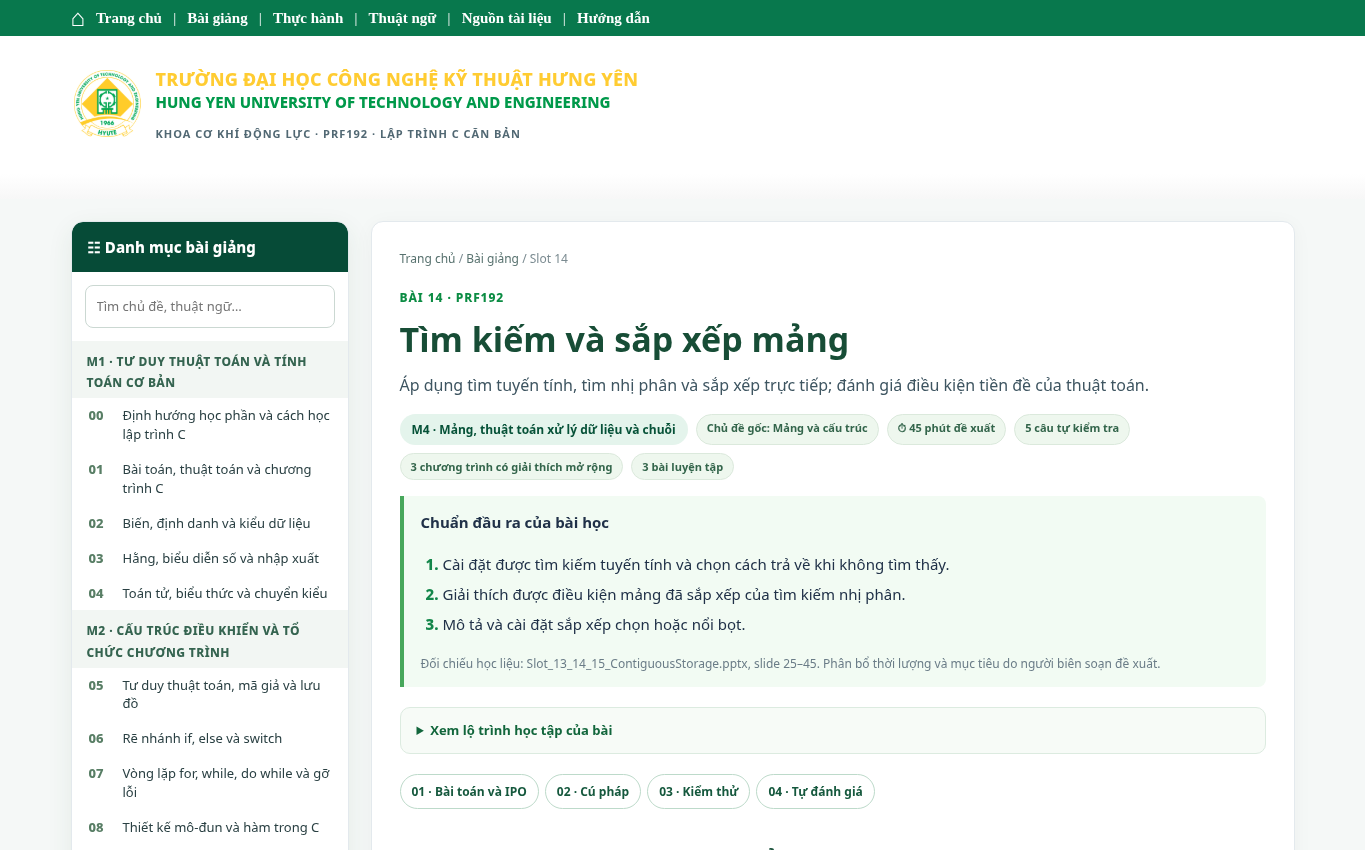 Trang chủ | Bài giảng | Thực hành | Thuật ngữ | Nguồn tài liệu | Hướng dẫn
TRƯỜNG ĐẠI HỌC CÔNG NGHỆ KỸ THUẬT HƯNG YÊN
HUNG YEN UNIVERSITY OF TECHNOLOGY AND ENGINEERING
KHOA CƠ KHÍ ĐỘNG LỰC · PRF192 · LẬP TRÌNH C CĂN BẢN
1966
HYUTE
Danh mục bài giảng
Tìm chủ đề, thuật ngữ...
M1 · TƯ DUY THUẬT TOÁN VÀ TÍNH
TOÁN CƠ BẢN
00 Định hướng học phần và cách học
lập trình C
01 Bài toán, thuật toán và chương
trình C
02 Biến, định danh và kiểu dữ liệu
03 Hằng, biểu diễn số và nhập xuất
04 Toán tử, biểu thức và chuyển kiểu
M2 · CẤU TRÚC ĐIỀU KHIỂN VÀ TỔ
CHỨC CHƯƠNG TRÌNH
05 Tư duy thuật toán, mã giả và lưu
đồ
06 Rẽ nhánh if, else và switch
07 Vòng lặp for, while, do while và gỡ
lỗi
08 Thiết kế mô-đun và hàm trong C
Trang chủ / Bài giảng / Slot 14
BÀI 14 · PRF192
Tìm kiếm và sắp xếp mảng
Áp dụng tìm tuyến tính, tìm nhị phân và sắp xếp trực tiếp; đánh giá điều kiện tiền đề của thuật toán.
M4 · Mảng, thuật toán xử lý dữ liệu và chuỗi
Chủ đề gốc: Mảng và cấu trúc
⏱ 45 phút đề xuất
5 câu tự kiểm tra
3 chương trình có giải thích mở rộng
3 bài luyện tập
Chuẩn đầu ra của bài học
1. Cài đặt được tìm kiếm tuyến tính và chọn cách trả về khi không tìm thấy.
2. Giải thích được điều kiện mảng đã sắp xếp của tìm kiếm nhị phân.
3. Mô tả và cài đặt sắp xếp chọn hoặc nổi bọt.
Đối chiếu học liệu: Slot_13_14_15_ContiguousStorage.pptx, slide 25–45. Phân bổ thời lượng và mục tiêu do người biên soạn đề xuất.
▶ Xem lộ trình học tập của bài
01 · Bài toán và IPO
02 · Cú pháp
03 · Kiểm thử
04 · Tự đánh giá